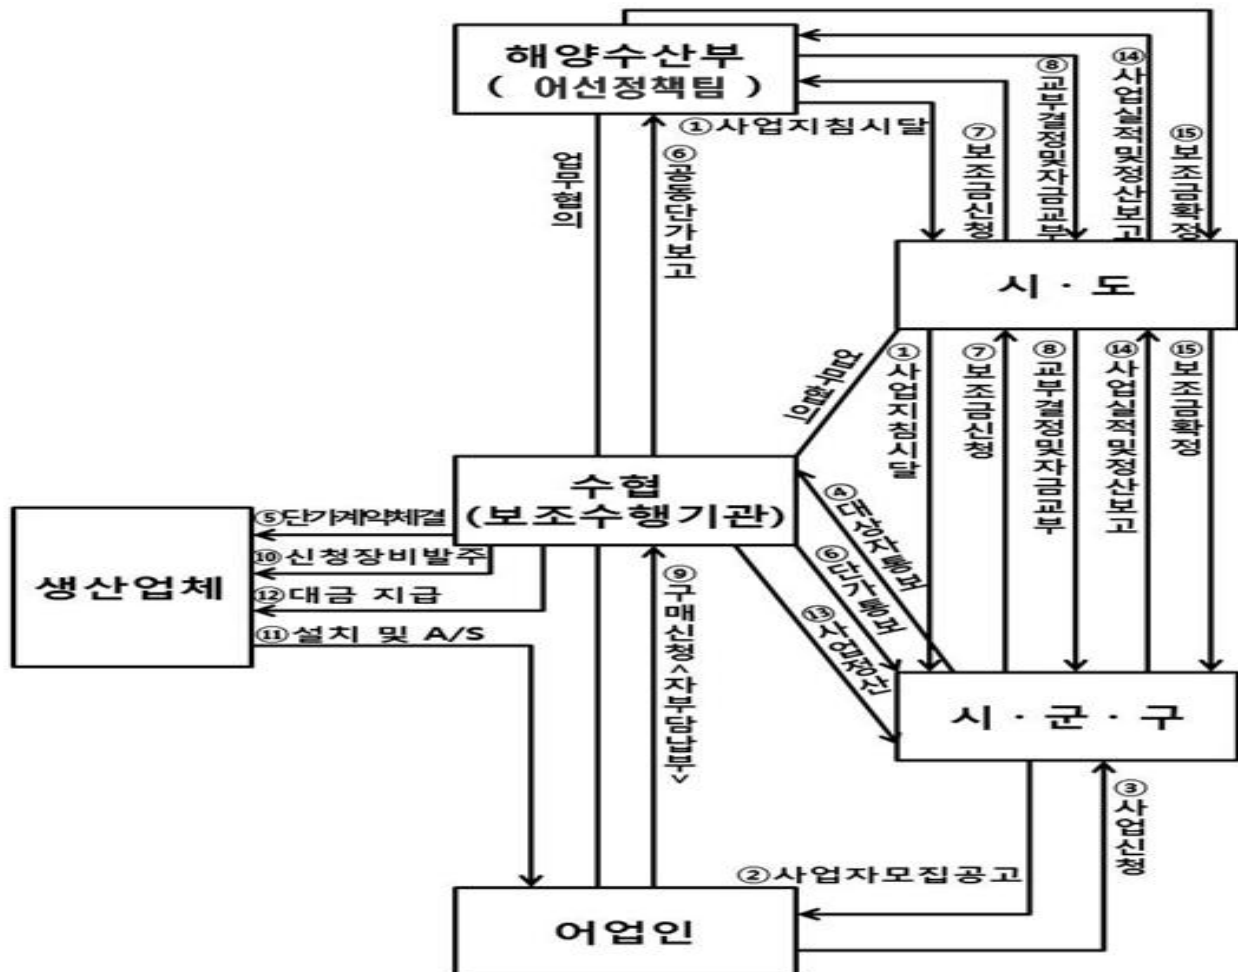 해양수산부
( 어선정책팀 )
①사업지침시달
업무협의
⑥공동단가보고
⑦보조금신청
⑧교부결정및자금교부
⑭사업실적및정산보고
⑮보조금확정
시·도
업무협의
①사업지침시달
⑦보조금신청
⑧교부결정및자금교부
⑭사업실적및정산보고
⑮보조금확정
수협
(보조수행기관)
④대상자통보
⑥단가통보
⑬사업정산
⑤단가계약체결
⑩신청장비발주
⑫대금 지급
⑪설치 및 A/S
생산업체
⑨구매신청<자부담납부>
시·군·구
③사업신청
②사업자모집공고
어업인